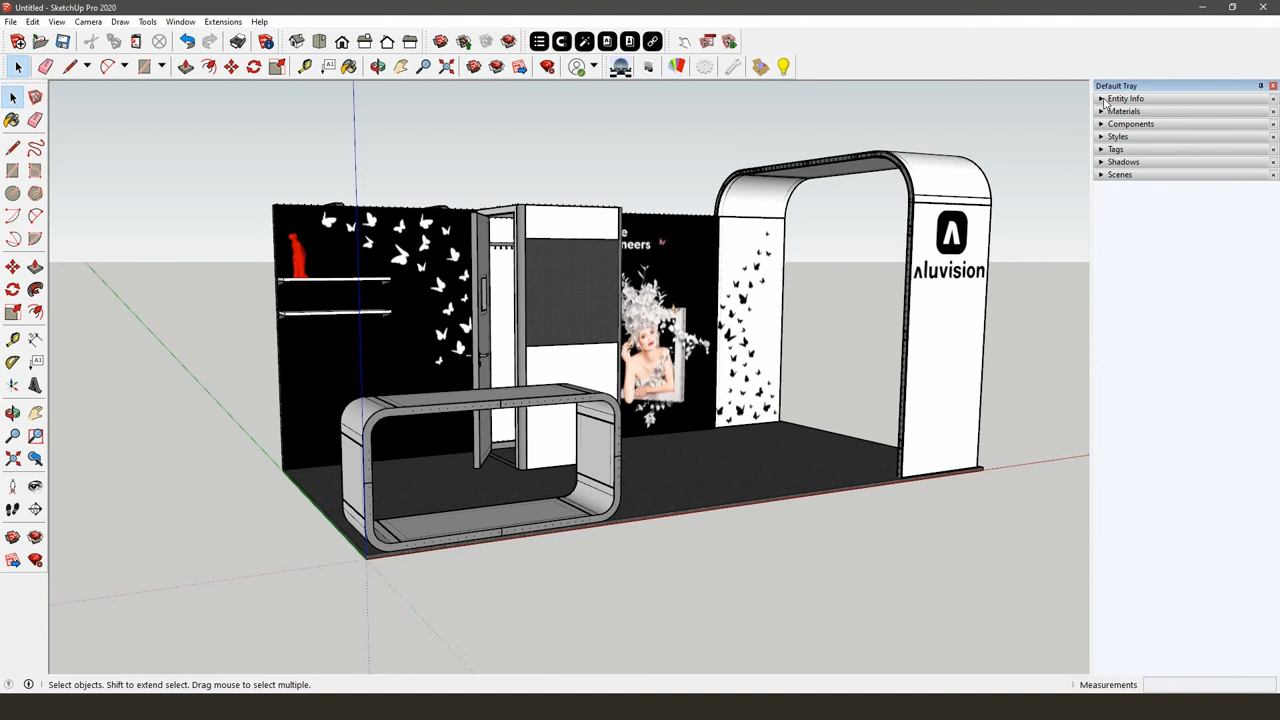 Untitled - SketchUp Pro 2020
File Edit View Camera Draw Tools Window Extensions Help
Default Tray
Entity Info
Materials
Components
Styles
Tags
Shadows
Scenes
aluvision
Select objects. Shift to extend select. Drag mouse to select multiple.
Measurements